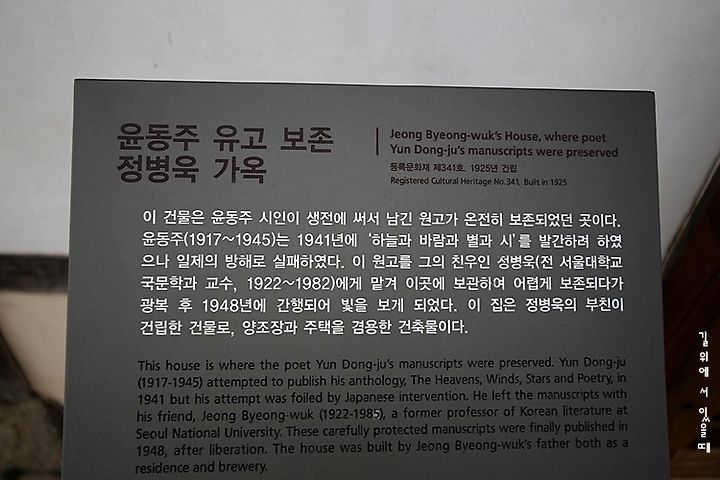 윤동주 유고 보존
정병욱 가옥
Jeong Byeong-wuk's House, where poet
Yun Dong-ju's manuscripts were preserved
등록문화재 제341호, 1925년 건립
Registered Cultural Heritage No.341, Built in 1925
이 건물은 윤동주 시인이 생전에 써서 남긴 원고가 온전히 보존되었던 곳이다.
윤동주(1917~1945)는 1941년에 '하늘과 바람과 별과 시'를 발간하려 하였
으나 일제의 방해로 실패하였다. 이 원고를 그의 친우인 정병욱(전 서울대학교
국문학과 교수, 1922~1982)에게 맡겨 이곳에 보관하여 어렵게 보존되다가
광복 후 1948년에 간행되어 빛을 보게 되었다. 이 집은 정병욱의 부친이
건립한 건물로, 양조장과 주택을 겸용한 건축물이다.
This house is where the poet Yun Dong-ju's manuscripts were preserved. Yun Dong-ju
(1917-1945) attempted to publish his anthology, The Heavens, Winds, Stars and Poetry, in
1941 but his attempt was foiled by Japanese intervention. He left the manuscripts with
his friend, Jeong Byeong-wuk (1922-1985), a former professor of Korean literature at
Seoul National University. These carefully protected manuscripts were finally published in
1948, after liberation. The house was built by Jeong Byeong-wuk's father both as a
residence and brewery.
길 위에 서 있을 때